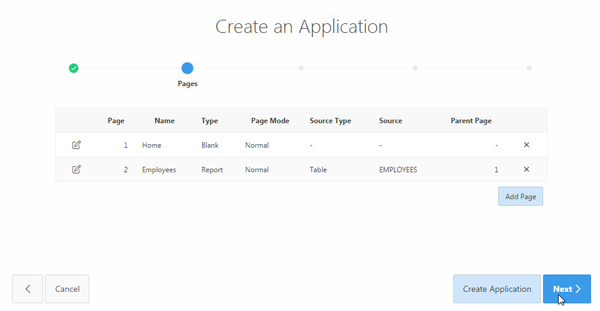 Create an Application
Pages
Page Name Type Page Mode Source Type Source Parent Page
1 Home Blank Normal - - -
2 Employees Report Normal Table EMPLOYEES 1
Add Page
Cancel Create Application Next